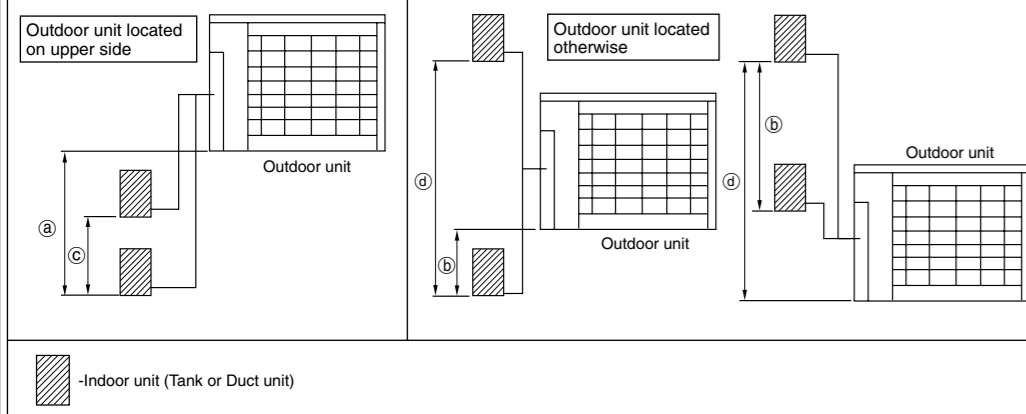 Outdoor unit located
on upper side
Outdoor unit
ⓐ
ⓒ
Outdoor unit located
otherwise
ⓓ
ⓑ
Outdoor unit
ⓑ
ⓓ
Outdoor unit
-Indoor unit (Tank or Duct unit)